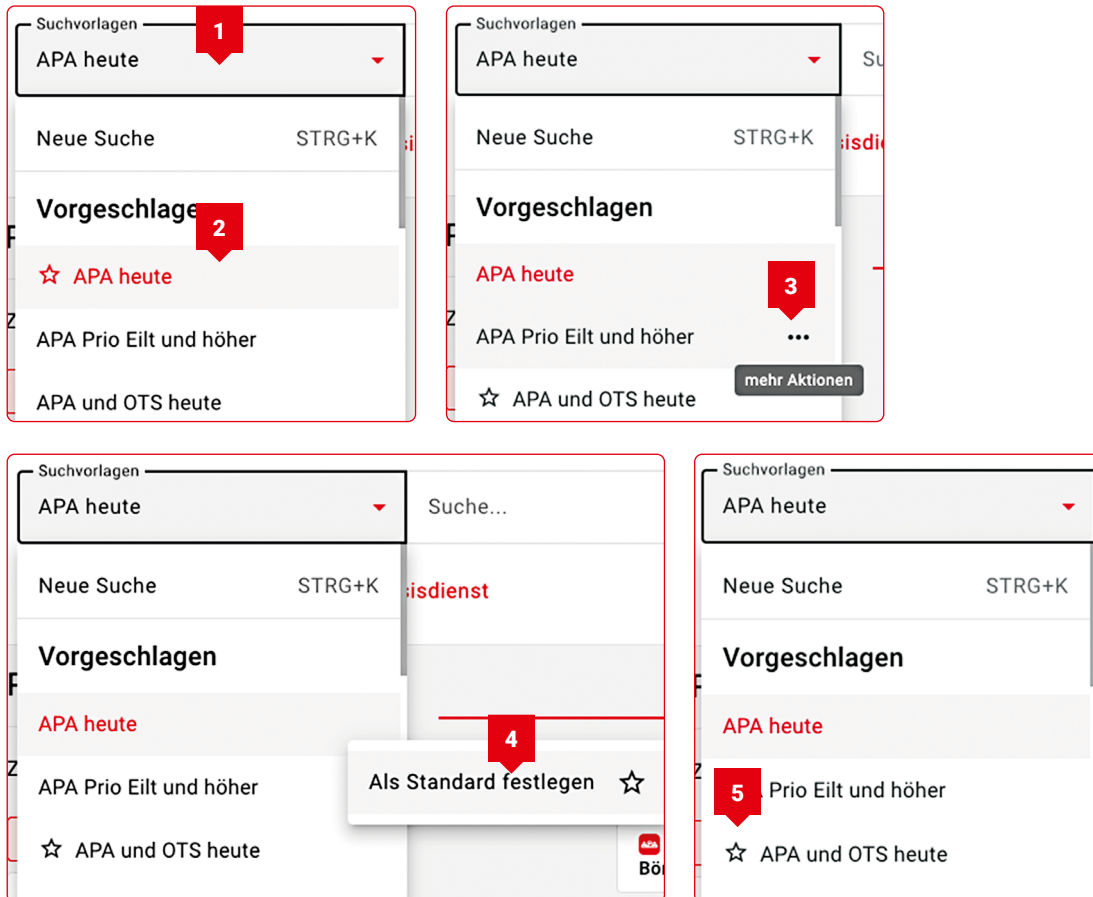 Suchvorlagen
1
APA heute
Neue Suche STRG+K
Vorgeschlage
2
APA heute
APA Prio Eilt und höher
APA und OTS heute
Suchvorlagen
APA heute
Neue Suche STRG+K
Vorgeschlagen
APA heute
3
APA Prio Eilt und höher
mehr Aktionen
APA und OTS heute
Suchvorlagen
APA heute Suche...
Neue Suche STRG+K
isdienst
Vorgeschlagen
APA heute
4
APA Prio Eilt und höher
Als Standard festlegen
APA und OTS heute
APA
Bör
Suchvorlagen
APA heute
Neue Suche STRG+K
Vorgeschlagen
APA heute
5
Prio Eilt und höher
APA und OTS heute